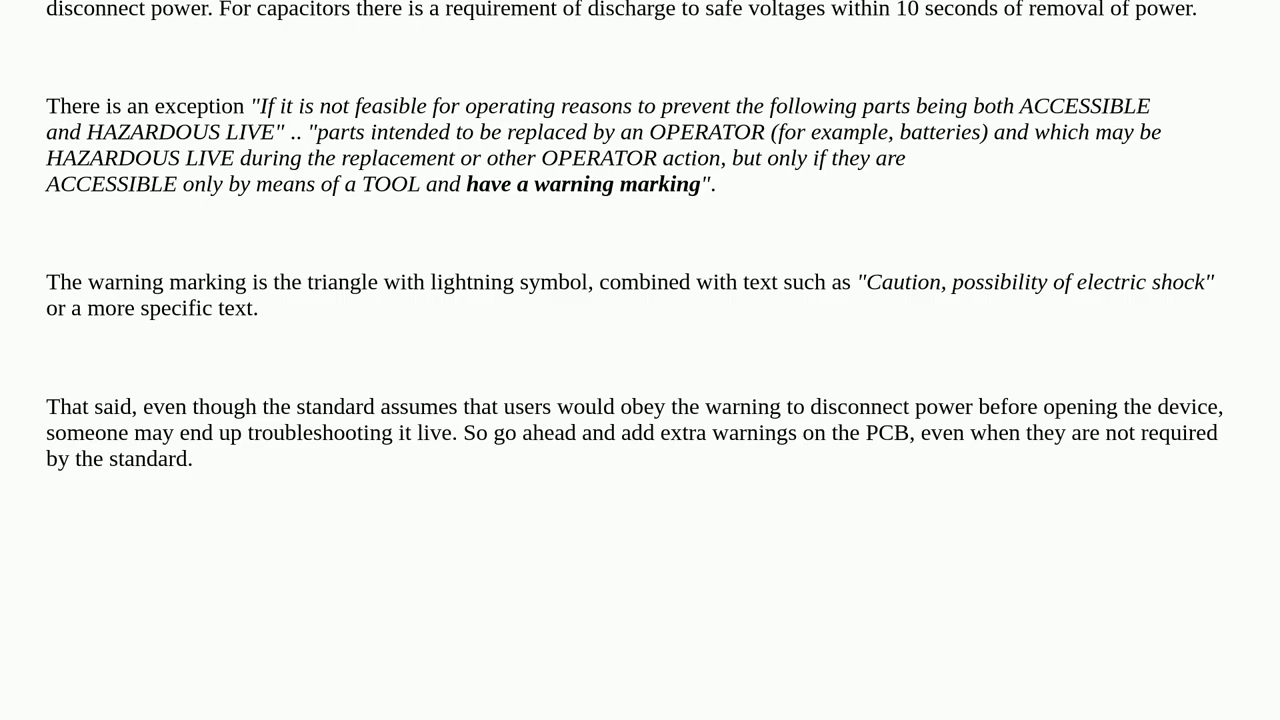 disconnect power. For capacitors there is a requirement of discharge to safe voltages within 10 seconds of removal of power.
There is an exception "If it is not feasible for operating reasons to prevent the following parts being both ACCESSIBLE
and HAZARDOUS LIVE" .. "parts intended to be replaced by an OPERATOR (for example, batteries) and which may be
HAZARDOUS LIVE during the replacement or other OPERATOR action, but only if they are
ACCESSIBLE only by means of a TOOL and have a warning marking".
The warning marking is the triangle with lightning symbol, combined with text such as "Caution, possibility of electric shock"
or a more specific text.
That said, even though the standard assumes that users would obey the warning to disconnect power before opening the device,
someone may end up troubleshooting it live. So go ahead and add extra warnings on the PCB, even when they are not required
by the standard.